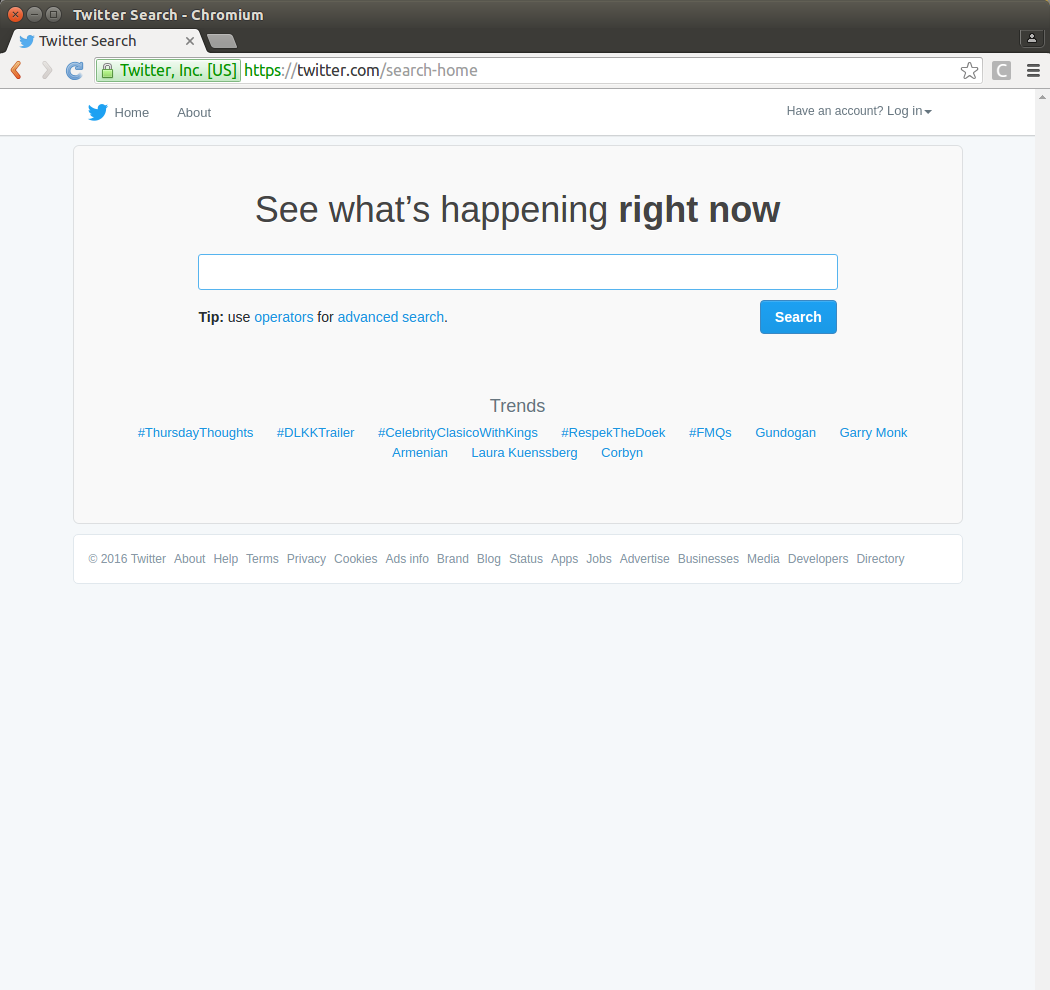 Twitter Search - Chromium
Twitter Search
Twitter, Inc. [US] https://twitter.com/search-home
C
Home About Have an account? Log in
See what's happening right now
Tip: use operators for advanced search.
Search
Trends
#ThursdayThoughts #DLKKTrailer #CelebrityClasicoWithKings #RespekTheDoek #FMQs Gundogan Garry Monk
Armenian Laura Kuenssberg Corbyn
© 2016 Twitter About Help Terms Privacy Cookies Ads info Brand Blog Status Apps Jobs Advertise Businesses Media Developers Directory